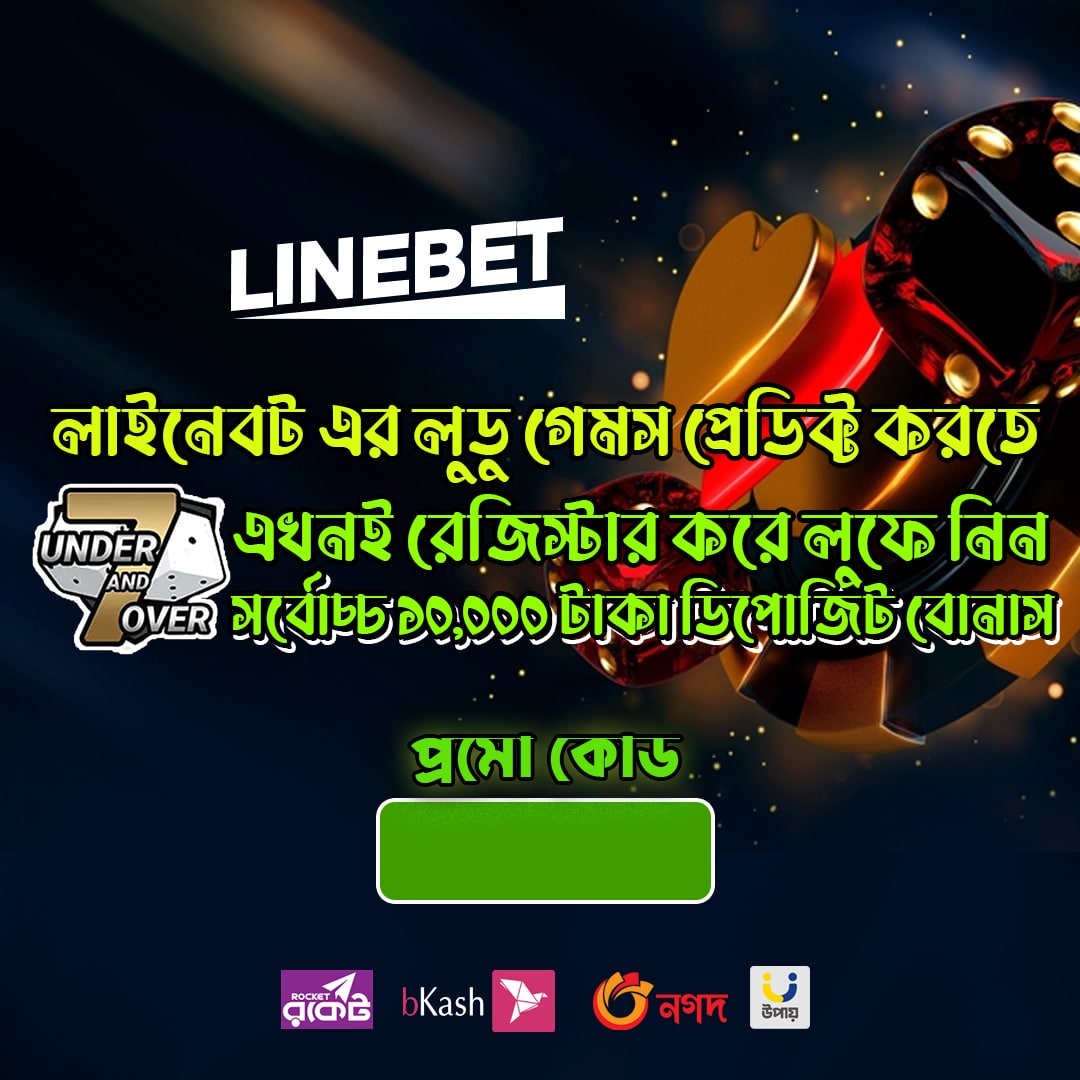 LINEBET
লাইনেবট এর লুডু গেমস প্রেডিক্ট করতে
7
UNDER
AND
OVER
এখনই রেজিস্টার করে লুফে নিন
সর্বোচ্চ ১০,০০০ টাকা ডিপোজিট বোনাস
প্রমো কোড
ROCKET
রকেট
bKash
নগদ
উপায়